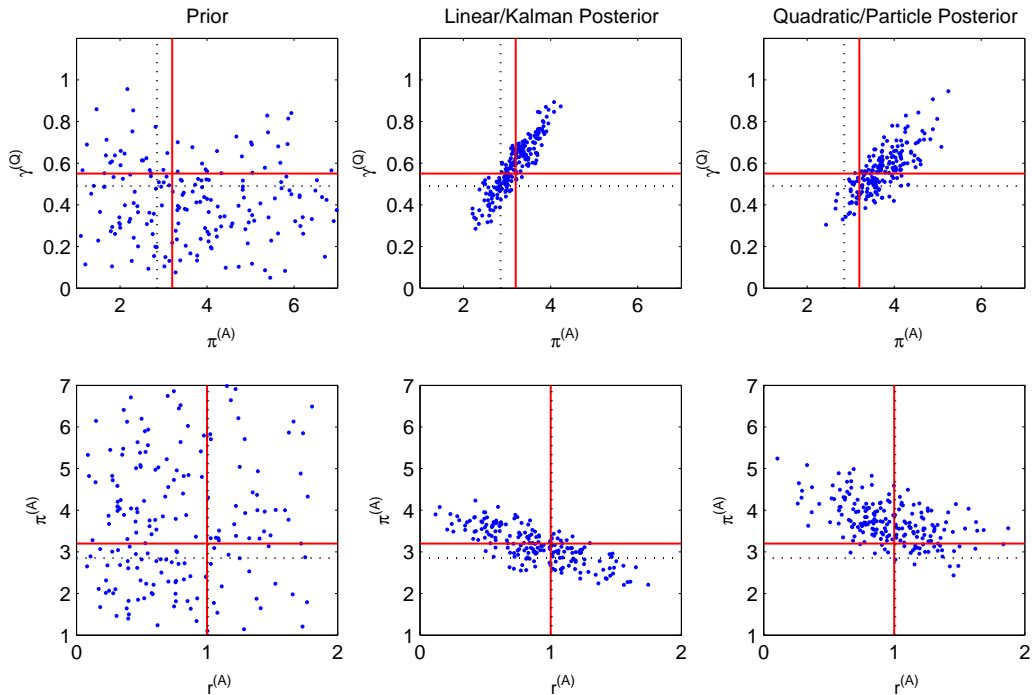 Prior Linear/Kalman Posterior Quadratic/Particle Posterior
1 1 1
0.8 0.8 0.8
0.6 0.6 0.6
γ(Q) γ(Q) γ(Q)
0.4 0.4 0.4
0.2 0.2 0.2
0 0 0
2 4 6 2 4 6 2 4 6
π(A) π(A) π(A)
7 7 7
6 6 6
5 5 5
4 4 4
π(A) π(A) π(A)
3 3 3
2 2 2
1 1 1
0 1 2 0 1 2 0 1 2
r(A) r(A) r(A)